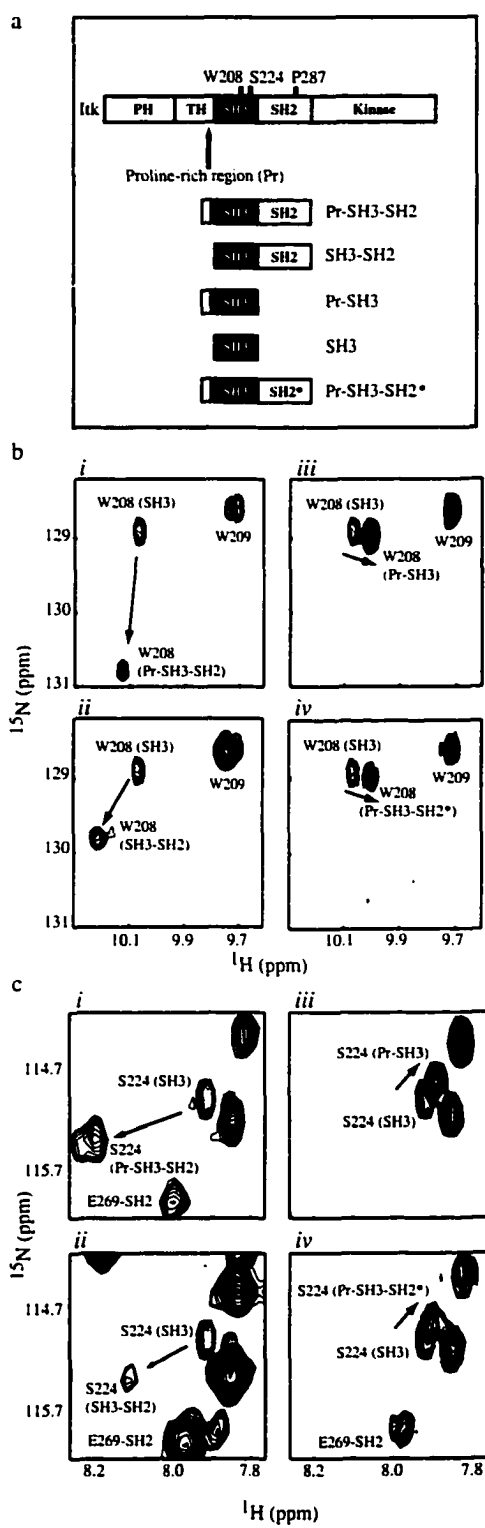 a
W208 S224 P287
Itk PH TH SH3 SH2 Kinase
Proline-rich region (Pr)
SH3 SH2 Pr-SH3-SH2
SH3 SH2 SH3-SH2
SH3 Pr-SH3
SH3 SH3
SH3 SH2* Pr-SH3-SH2*
b
i
W208 (SH3)
W209
W208
(Pr-SH3-SH2)
129
130
131
iii
W208 (SH3)
W209
W208
(Pr-SH3)
15N (ppm)
ii
W208 (SH3)
W209
W208
(SH3-SH2)
129
130
131
10.1 9.9 9.7
iv
W208 (SH3)
W209
W208
(Pr-SH3-SH2*)
10.1 9.9 9.7
1H (ppm)
c
i
114.7
S224 (SH3)
S224
(Pr-SH3-SH2)
115.7
E269-SH2
iii
S224 (Pr-SH3)
S224 (SH3)
15N (ppm)
ii
114.7
S224 (SH3)
S224
(SH3-SH2)
115.7
E269-SH2
8.2 8.0 7.8
iv
S224 (Pr-SH3-SH2*)
S224 (SH3)
E269-SH2
8.2 8.0 7.8
1H (ppm)